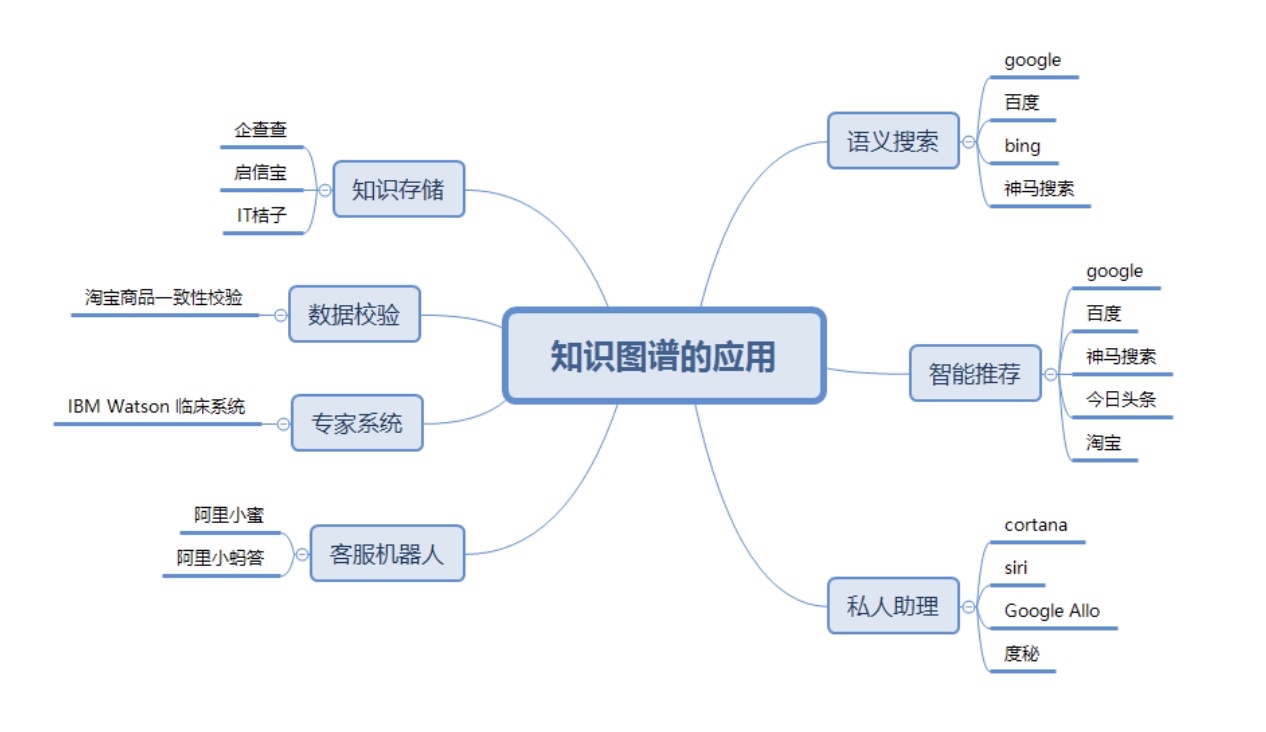 知识图谱的应用
语义搜索
google
百度
bing
神马搜索
智能推荐
google
百度
神马搜索
今日头条
淘宝
私人助理
cortana
siri
Google Allo
度秘
知识存储
企查查
启信宝
IT桔子
数据校验
淘宝商品一致性校验
专家系统
IBM Watson 临床系统
客服机器人
阿里小蜜
阿里小蚂答